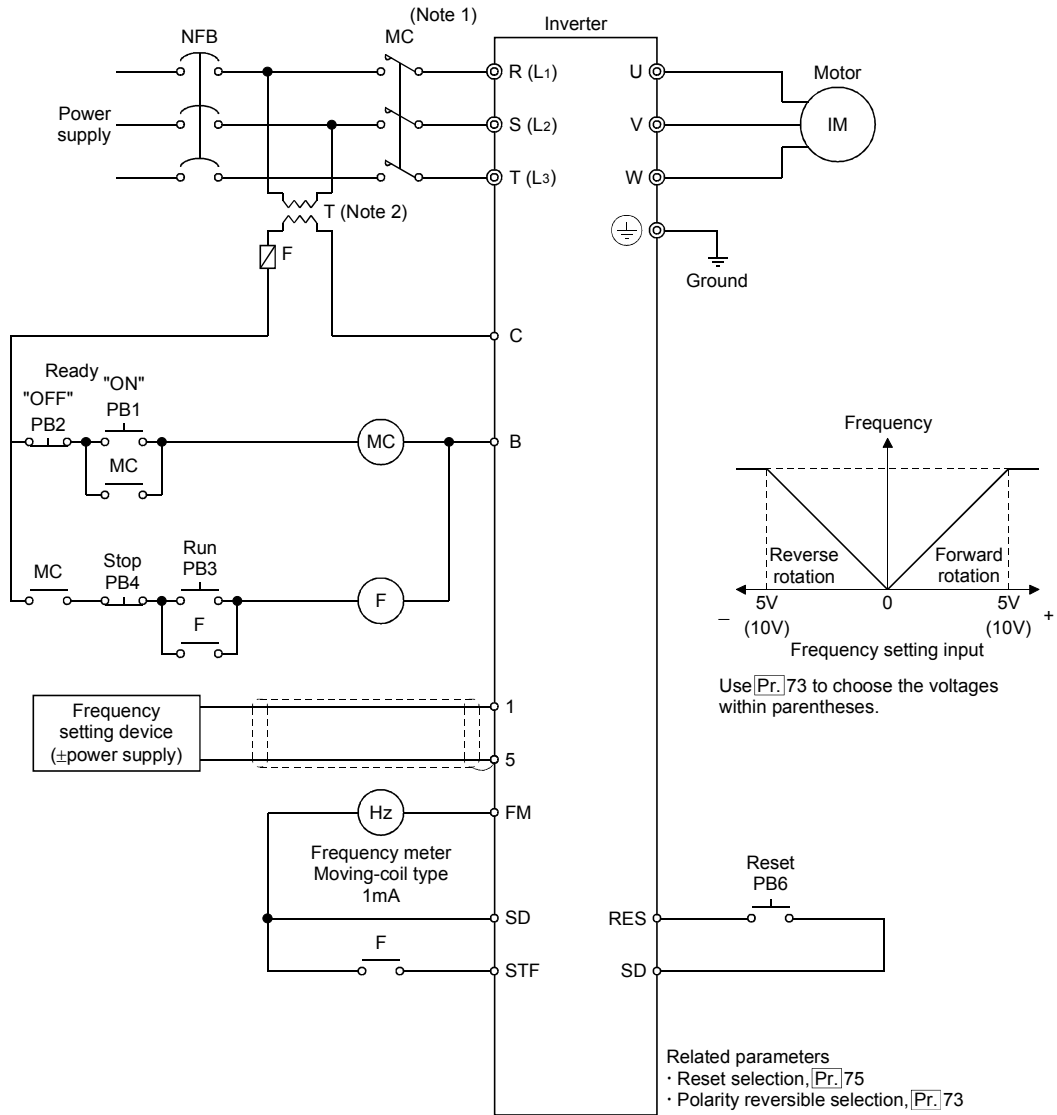 (Note 1)
NFB
MC
Inverter
R (L1)
U
Motor
Power
supply
S (L2)
V
IM
T (L3)
W
T (Note 2)
F
Ground
C
Ready
"OFF"
PB2
"ON"
PB1
MC
B
MC
Frequency
Reverse
rotation
Forward
rotation
–
5V
(10V)
0
5V
(10V)
+
Frequency setting input
Use Pr. 73 to choose the voltages
within parentheses.
MC
Stop
PB4
Run
PB3
F
F
Frequency
setting device
(±power supply)
1
5
Hz
FM
Frequency meter
Moving-coil type
1mA
Reset
PB6
SD
RES
F
STF
SD
Related parameters
· Reset selection, Pr. 75
· Polarity reversible selection, Pr. 73